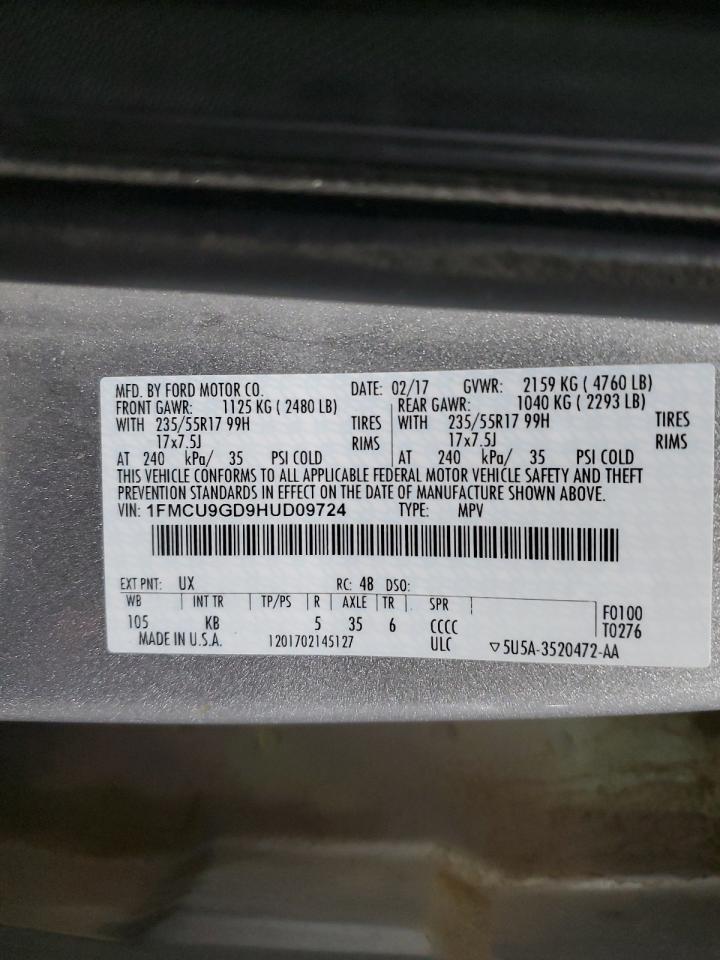 MFD. BY FORD MOTOR CO. DATE: 02/17 GVWR: 2159 KG ( 4760 LB)
FRONT GAWR: 1125 KG ( 2480 LB) REAR GAWR: 1040 KG ( 2293 LB)
WITH 235/55R17 99H TIRES WITH 235/55R17 99H TIRES
17x7.5J RIMS 17x7.5J RIMS
AT 240 kPa/ 35 PSI COLD AT 240 kPa/ 35 PSI COLD
THIS VEHICLE CONFORMS TO ALL APPLICABLE FEDERAL MOTOR VEHICLE SAFETY AND THEFT
PREVENTION STANDARDS IN EFFECT ON THE DATE OF MANUFACTURE SHOWN ABOVE.
VIN: 1FMCU9GD9HUD09724 TYPE: MPV
EXT PNT: UX RC: 48 DSO:
WB INT TR TP/PS R AXLE TR SPR F0100
105 KB 5 35 6 CCCC T0276
MADE IN U.S.A. 1201702145127 ULC ▽5U5A-3520472-AA